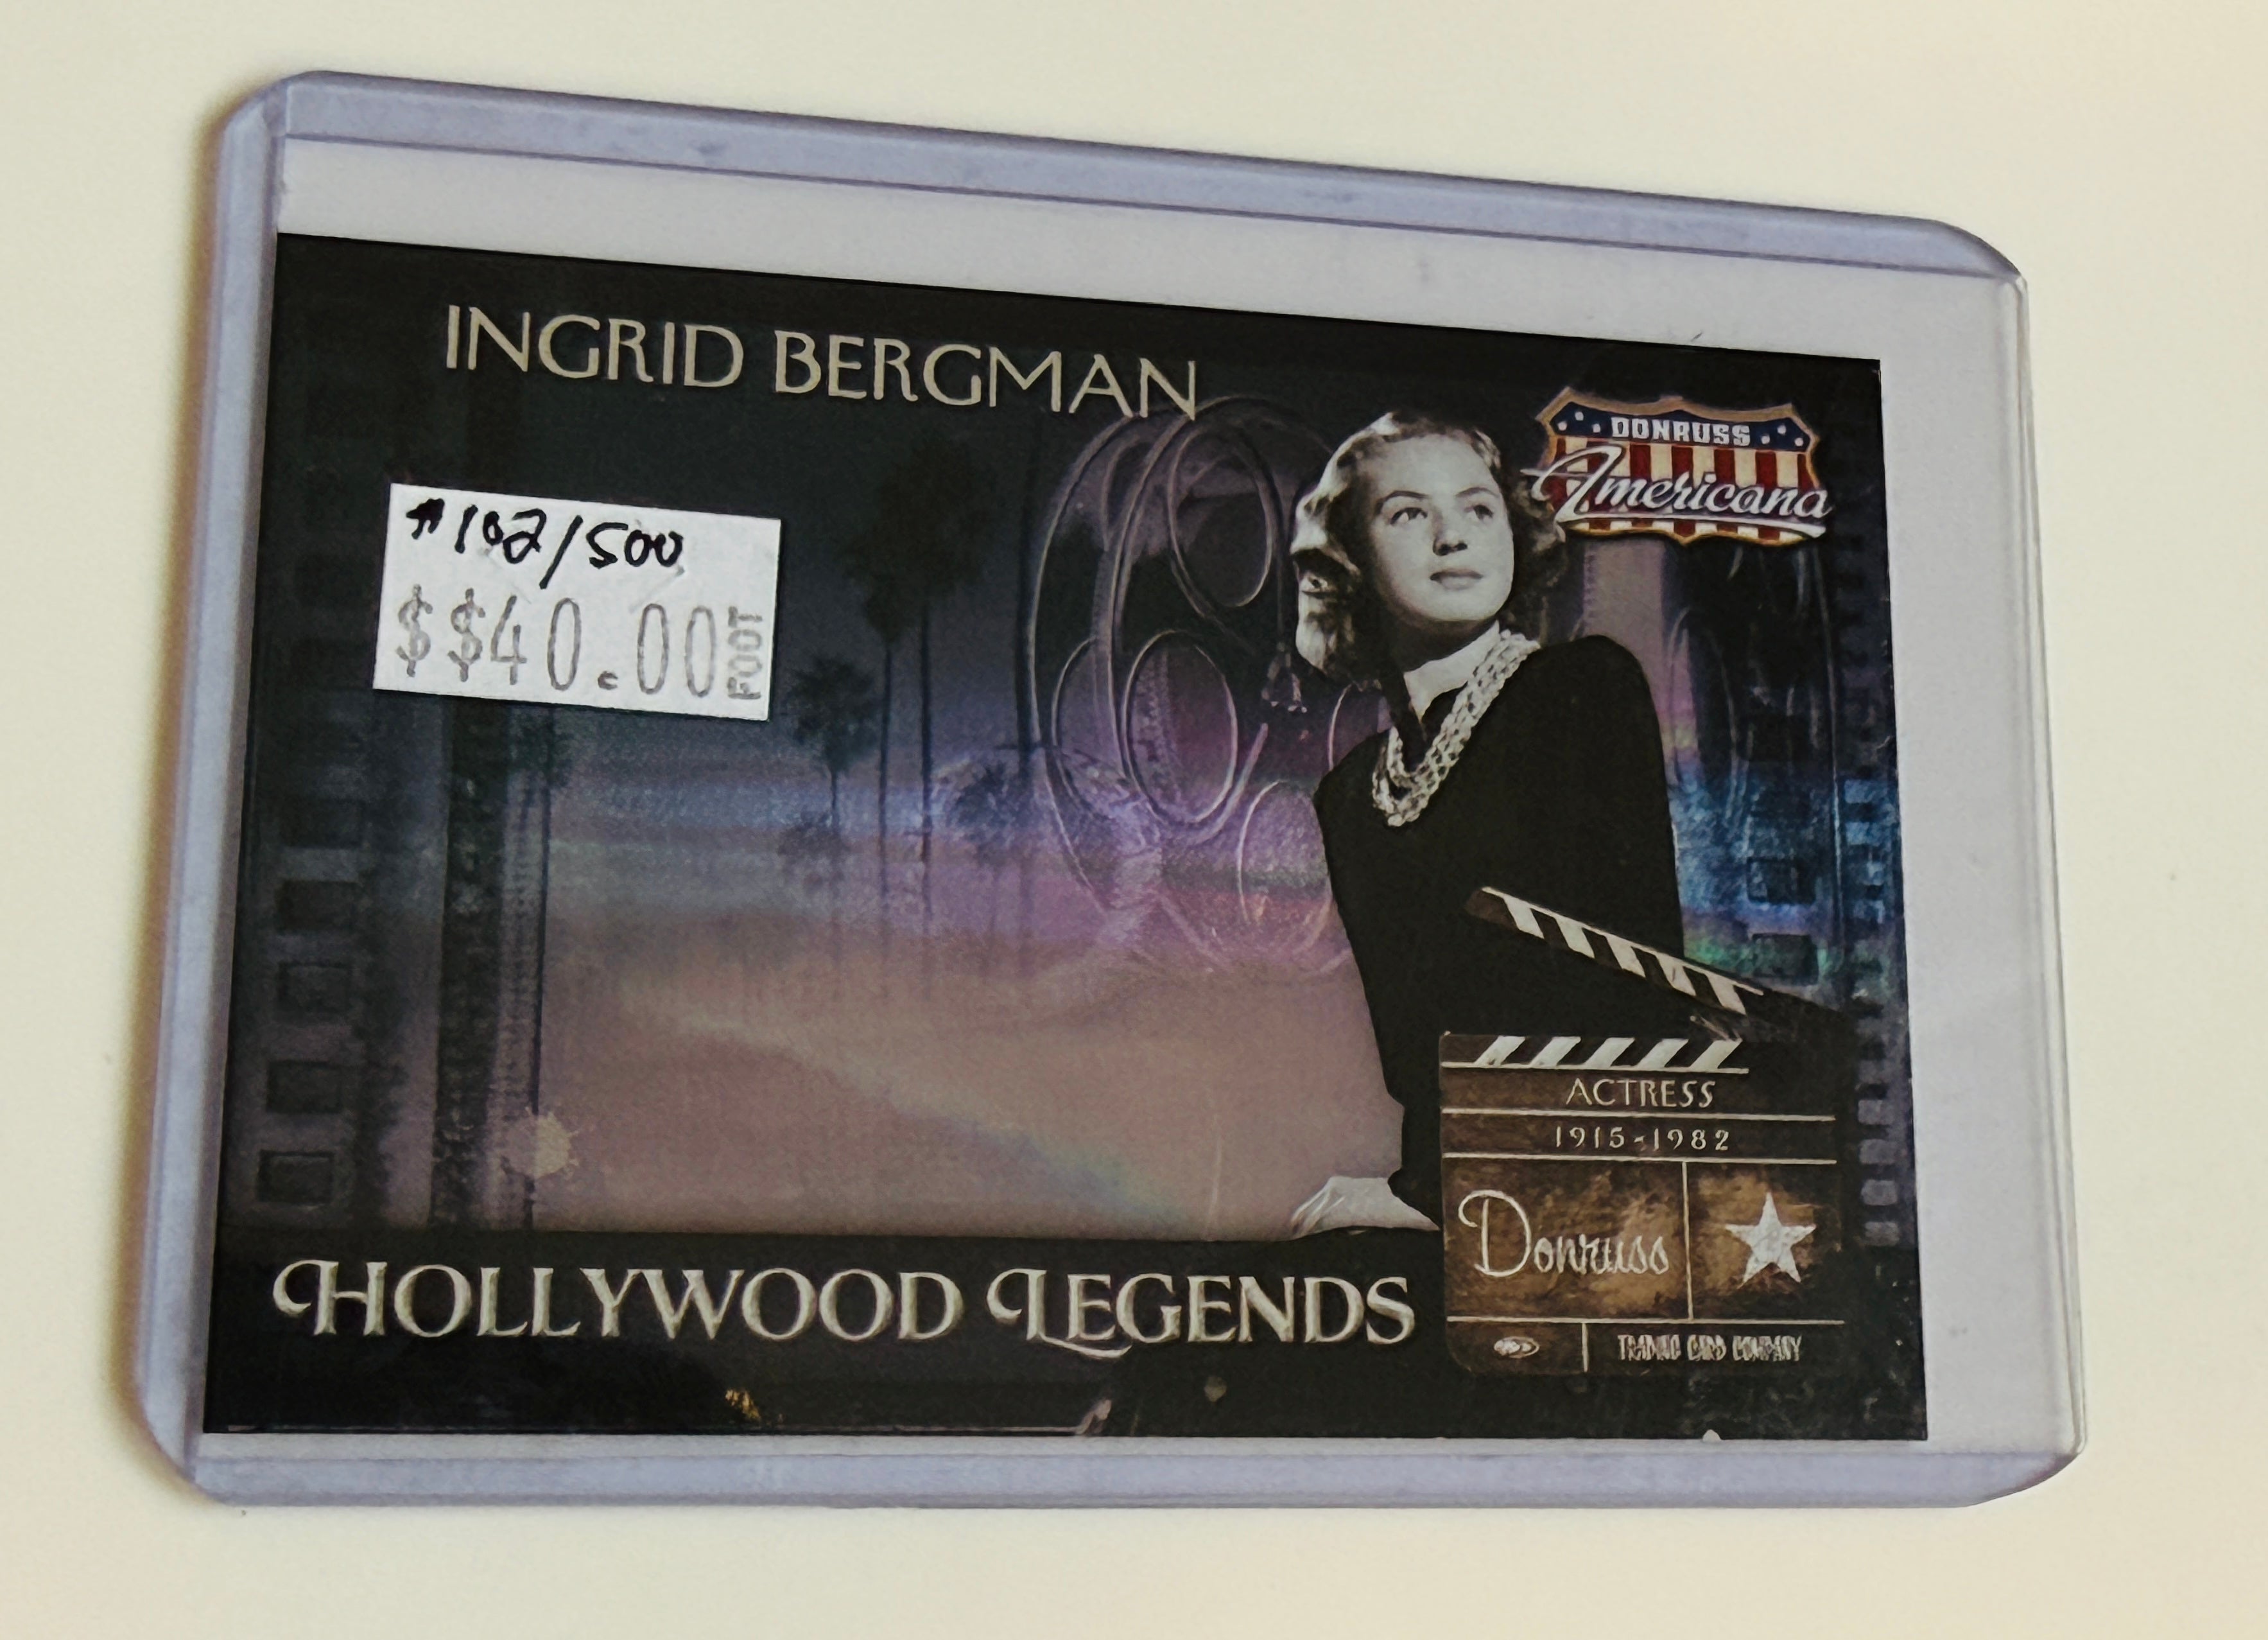 INGRID BERGMAN
DONRUSS
Americana
#102/500
$$40.00
FOOT
ACTRESS
1915-1982
Donruss
TRADING CARD COMPANY
HOLLYWOOD LEGENDS